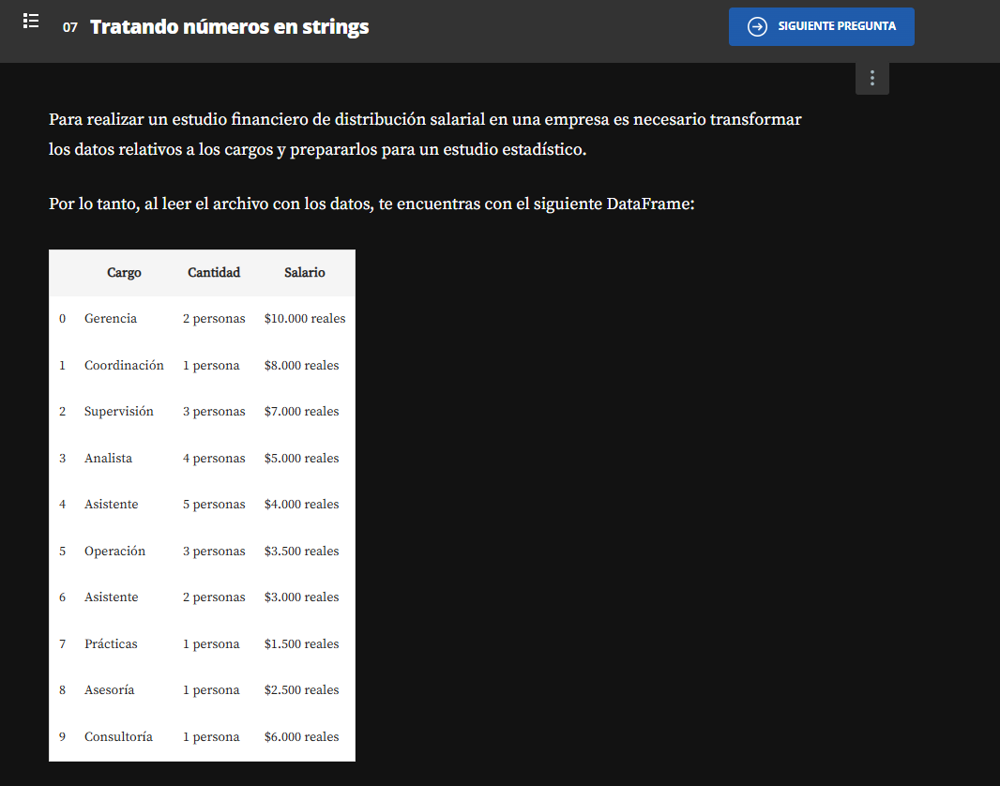 07 Tratando números en strings
SIGUIENTE PREGUNTA
Para realizar un estudio financiero de distribución salarial en una empresa es necesario transformar
los datos relativos a los cargos y prepararlos para un estudio estadístico.
Por lo tanto, al leer el archivo con los datos, te encuentras con el siguiente DataFrame:
Cargo Cantidad Salario
0 Gerencia 2 personas $10.000 reales
1 Coordinación 1 persona $8.000 reales
2 Supervisión 3 personas $7.000 reales
3 Analista 4 personas $5.000 reales
4 Asistente 5 personas $4.000 reales
5 Operación 3 personas $3.500 reales
6 Asistente 2 personas $3.000 reales
7 Prácticas 1 persona $1.500 reales
8 Asesoría 1 persona $2.500 reales
9 Consultoría 1 persona $6.000 reales